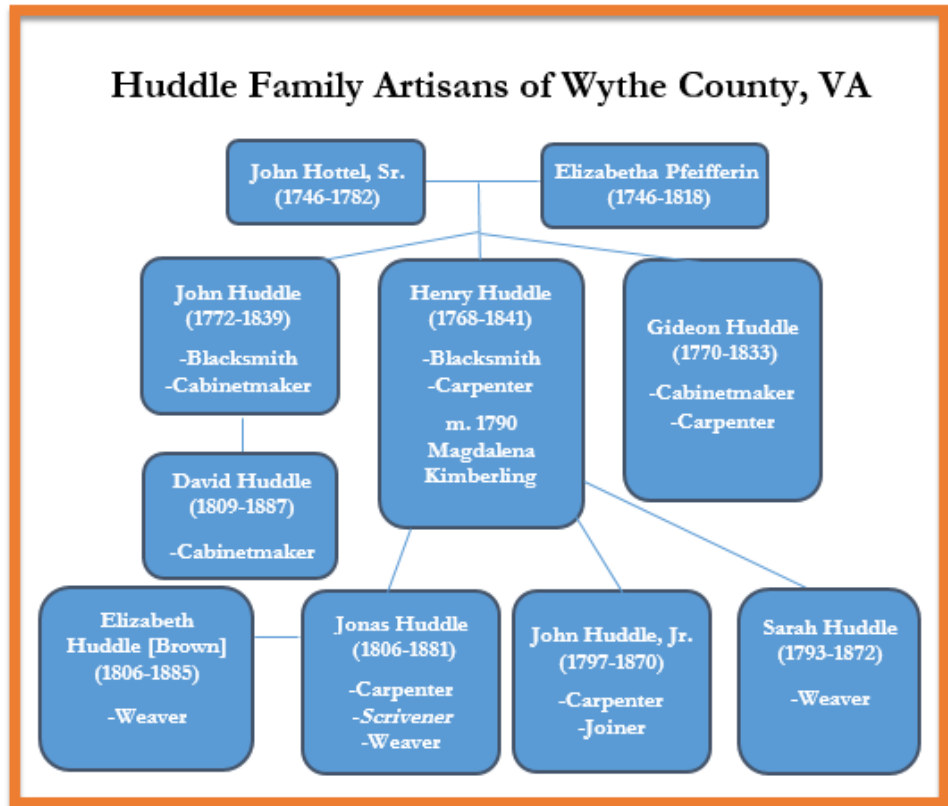 Huddle Family Artisans of Wythe County, VA
John Hottel, Sr.
(1746-1782)
Elizabetha Pfeifferin
(1746-1818)
John Huddle
(1772-1839)
-Blacksmith
-Cabinetmaker
Henry Huddle
(1768-1841)
-Blacksmith
-Carpenter
m. 1790
Magdalena
Kimberling
Gideon Huddle
(1770-1833)
-Cabinetmaker
-Carpenter
David Huddle
(1809-1887)
-Cabinetmaker
Elizabeth
Huddle [Brown]
(1806-1885)
-Weaver
Jonas Huddle
(1806-1881)
-Carpenter
-Scrivener
-Weaver
John Huddle, Jr.
(1797-1870)
-Carpenter
-Joiner
Sarah Huddle
(1793-1872)
-Weaver